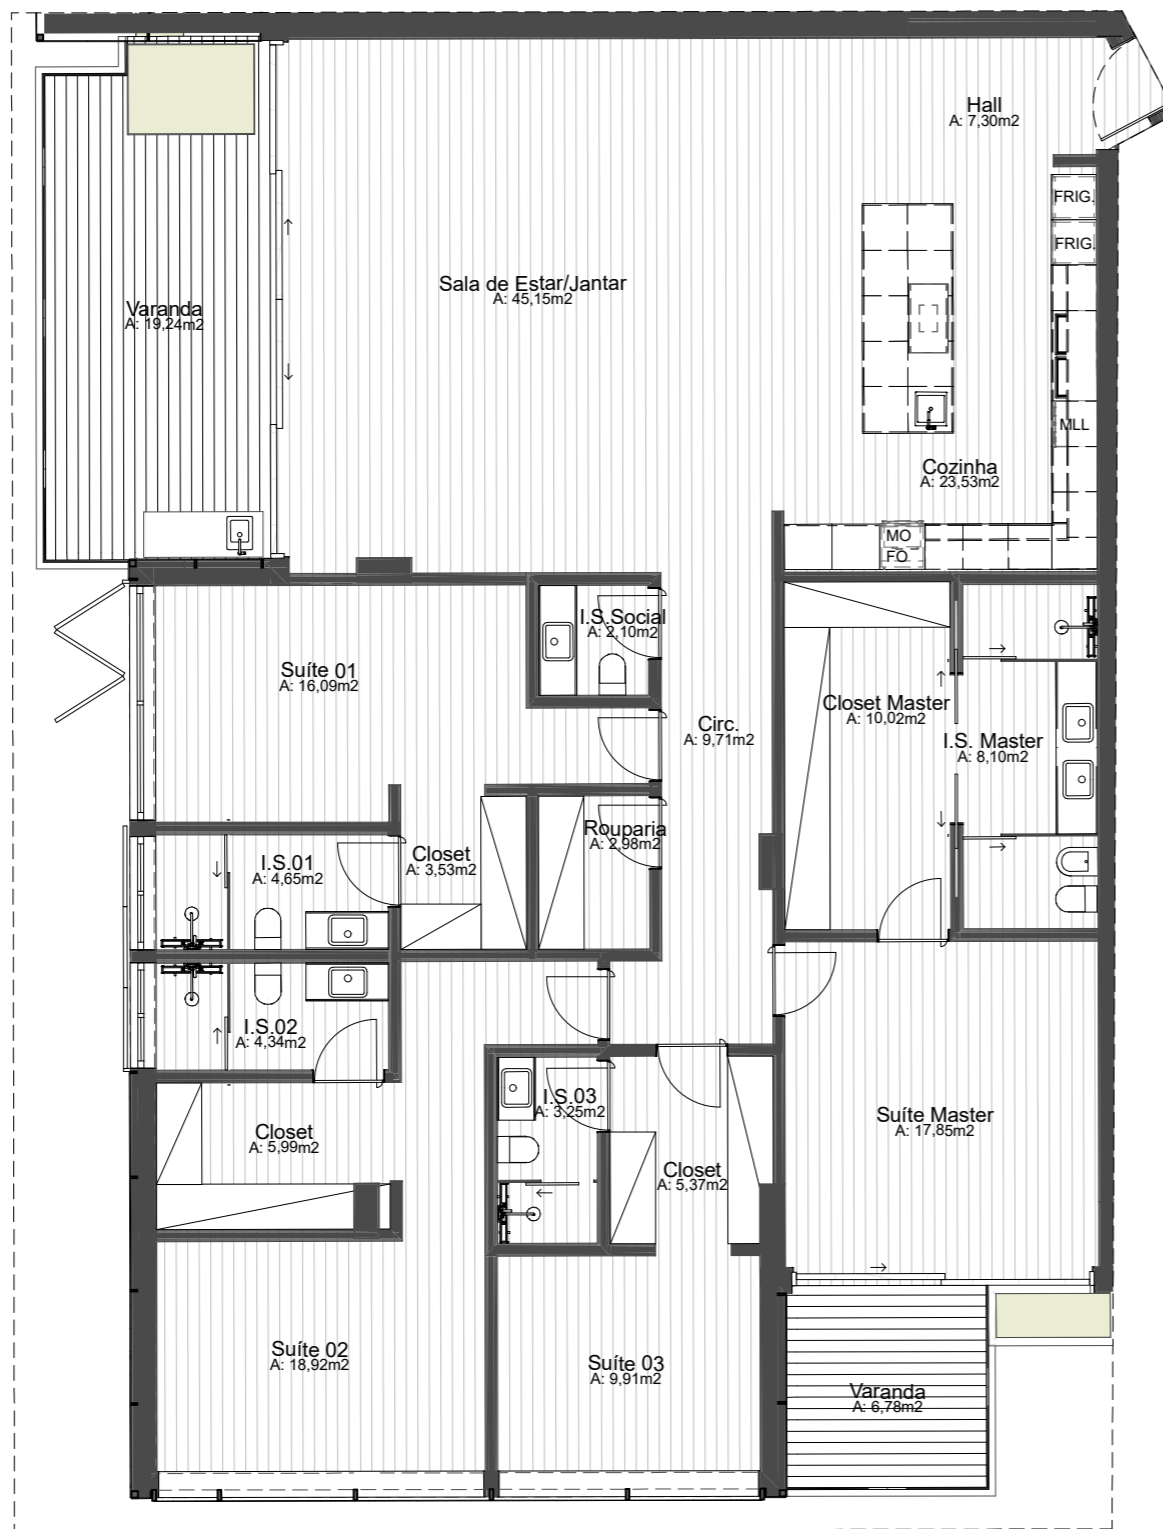 Hall
A: 7,30m2
FRIG.
FRIG.
Sala de Estar/Jantar
A: 45,15m2
Varanda
A: 19,24m2
MLL
Cozinha
A: 23,53m2
MO
FO
I.S.Social
A: 2,10m2
Suíte 01
A: 16,09m2
Closet Master
A: 10,02m2
Circ.
A: 9,71m2
I.S. Master
A: 8,10m2
Rouparia
A: 2,98m2
Closet
A: 3,53m2
I.S.01
A: 4,65m2
I.S.02
A: 4,34m2
I.S.03
A: 3,25m2
Suíte Master
A: 17,85m2
Closet
A: 5,99m2
Closet
A: 5,37m2
Suíte 02
A: 18,92m2
Suíte 03
A: 9,91m2
Varanda
A: 6,78m2